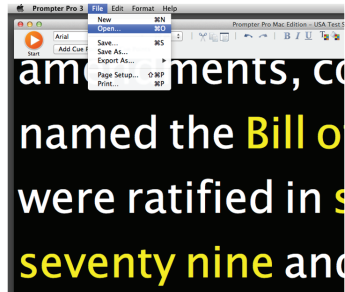 Prompter Pro 3 File Edit Format Help
Prompter Pro Mac Edition – USA Test S
New ⌘N
Open... ⌘O
Save... ⌘S
Save As...
Export As...
Page Setup... ⇧⌘P
Print... ⌘P
Arial
B I U
Start
Add Cue P
amendments, co
named the Bill o
were ratified in s
seventy nine and